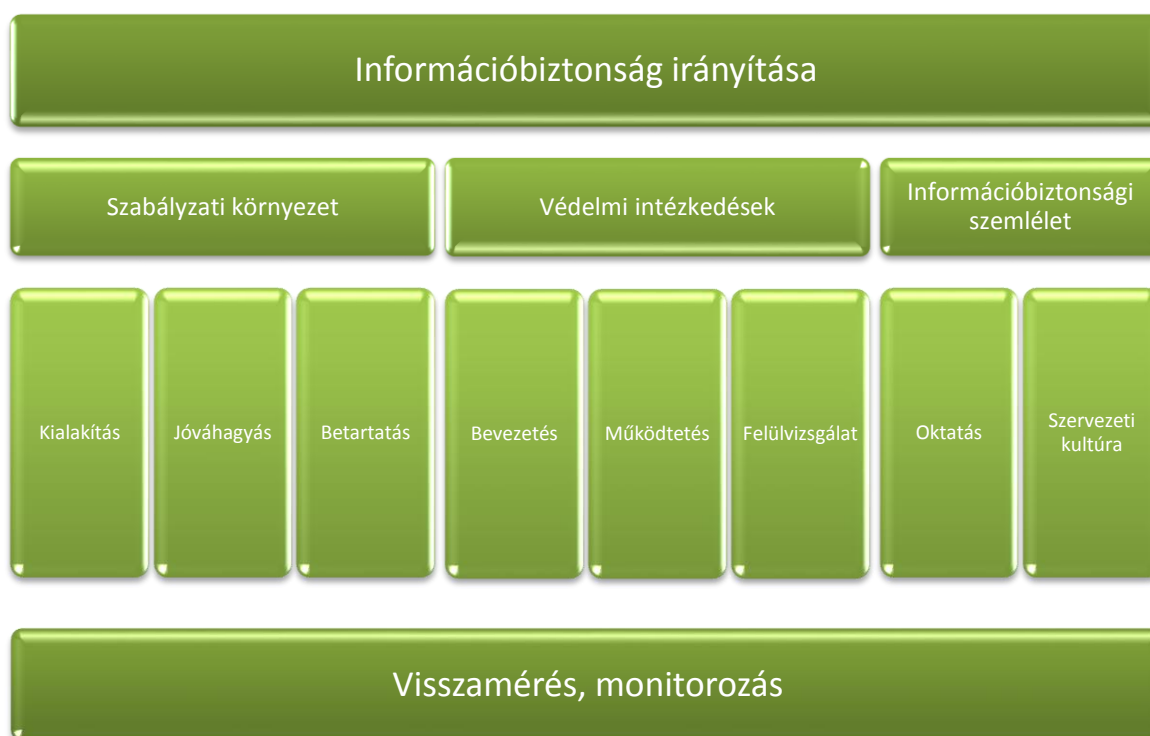 Információbiztonság irányítása
Szabályzati környezet
Védelmi intézkedések
Információbiztonsági
szemlélet
Kialakítás
Jóváhagyás
Betartatás
Bevezetés
Működtetés
Felülvizsgálat
Oktatás
Szervezeti
kultúra
Visszamérés, monitorozás